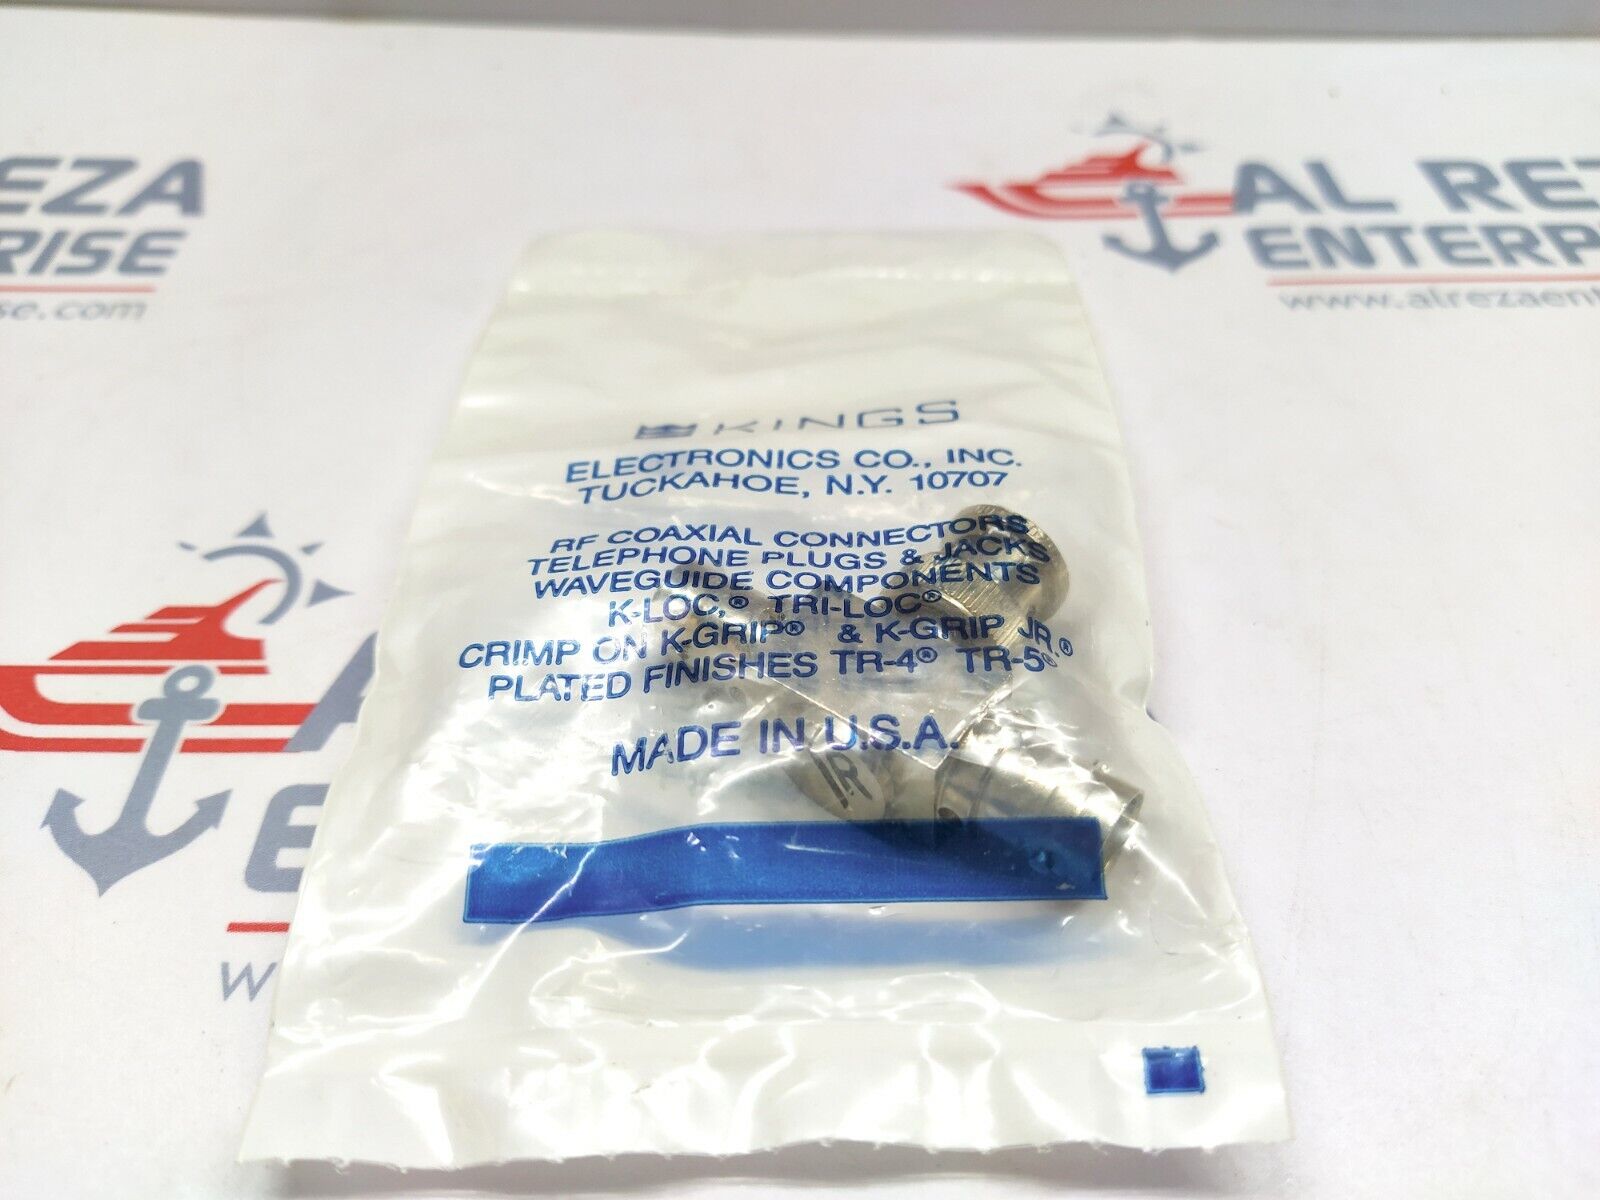 EZA
RISE
se.com
AL REZ
ENTERP
www.alrezaent
KINGS
ELECTRONICS CO., INC.
TUCKAHOE, N.Y. 10707
RF COAXIAL CONNECTORS
TELEPHONE PLUGS & JACKS
WAVEGUIDE COMPONENTS
K-LOC,® TRI-LOC®
CRIMP ON K-GRIP® & K-GRIP JR.®
PLATED FINISHES TR-4® TR-5®
MADE IN U.S.A.
A
E
w